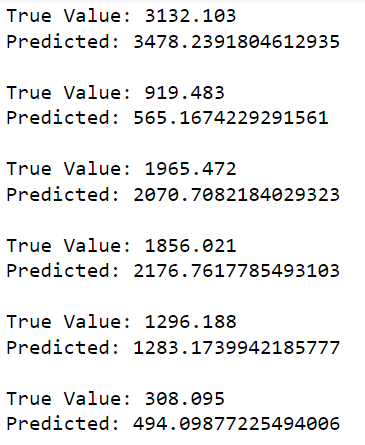 True Value: 3132.103
Predicted: 3478.2391804612935
True Value: 919.483
Predicted: 565.1674229291561
True Value: 1965.472
Predicted: 2070.7082184029323
True Value: 1856.021
Predicted: 2176.7617785493103
True Value: 1296.188
Predicted: 1283.1739942185777
True Value: 308.095
Predicted: 494.09877225494006